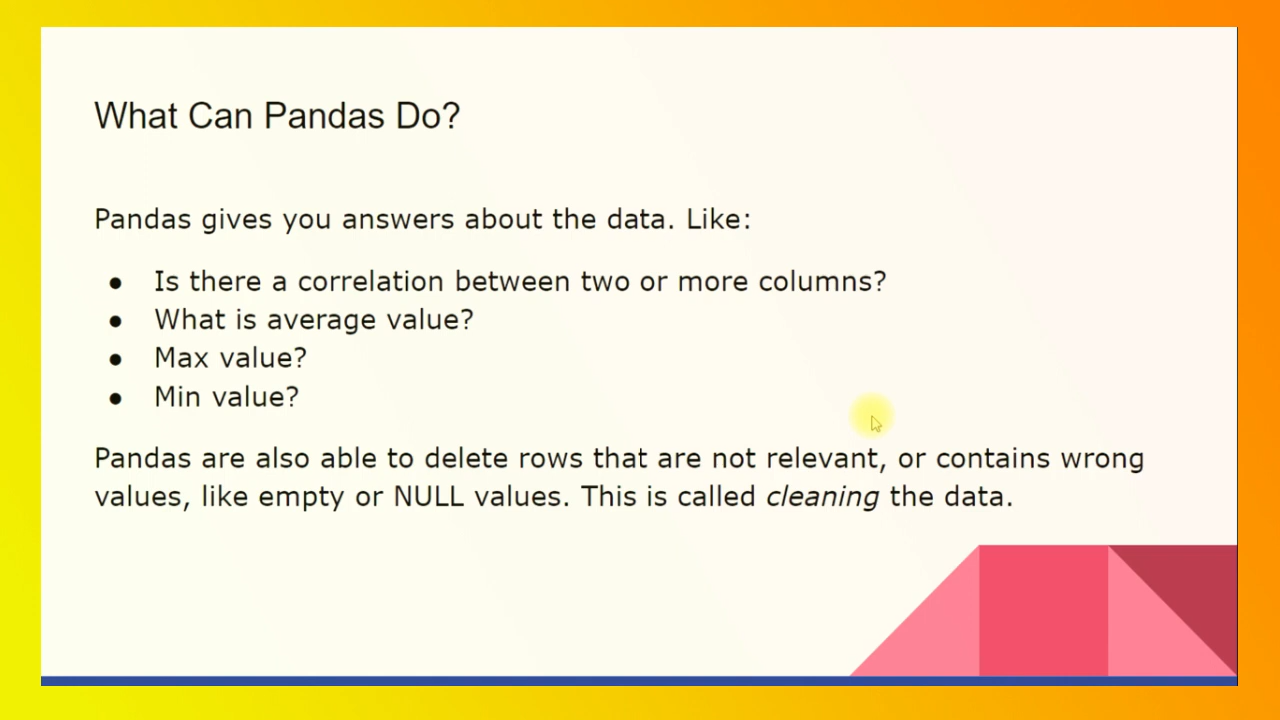 What Can Pandas Do?
Pandas gives you answers about the data. Like:
● Is there a correlation between two or more columns?
● What is average value?
● Max value?
● Min value?
Pandas are also able to delete rows that are not relevant, or contains wrong
values, like empty or NULL values. This is called cleaning the data.